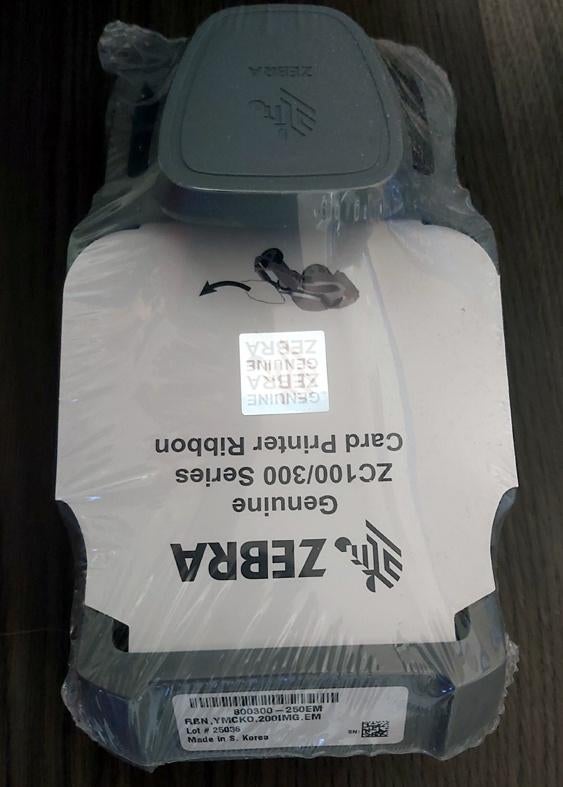 ZEBRA
ZEBRA
Genuine
ZC100/300 Series
Card Printer Ribbon
GENUINE
ZEBRA
GENUINE
ZEBRA
800300-250EM
RBN,YMCKO,200IMG,EM
Lot # 25036
Made in S. Korea
SN: